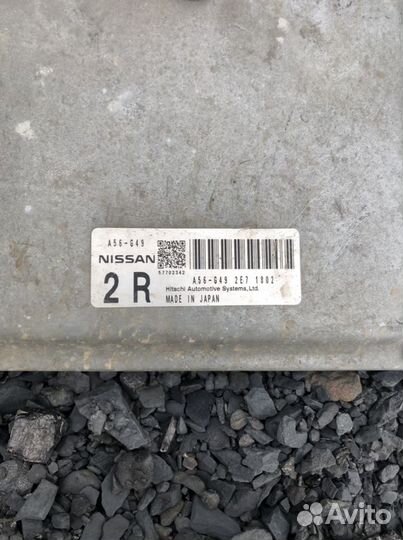 A56-G49
NISSAN
57702342
2R
A56-G49 2E7 1802
Hitachi Automotive Systems,Ltd.
MADE IN JAPAN
Avito